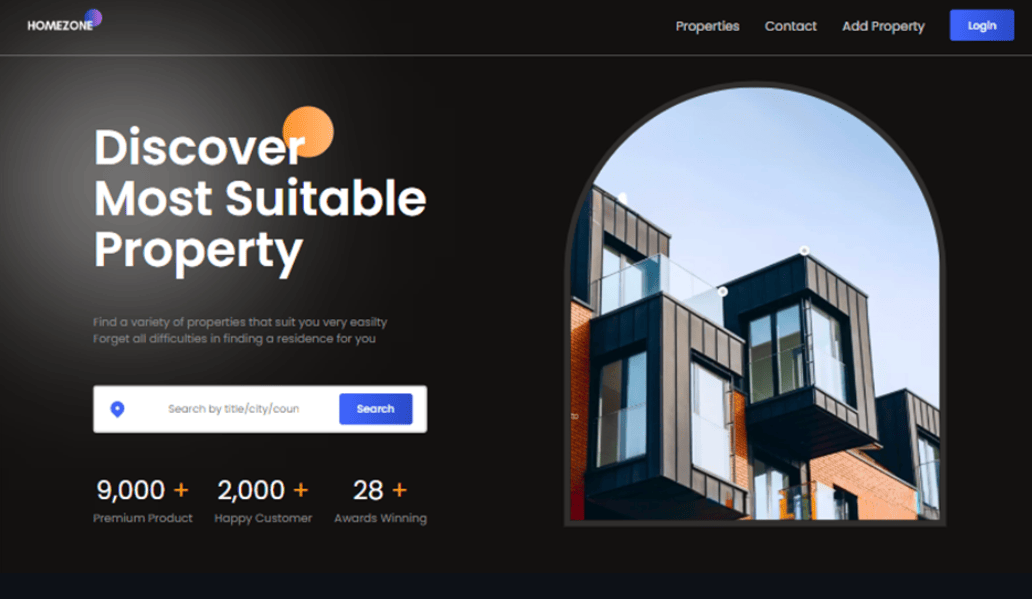 HOMEZONE
Properties Contact Add Property Login
Discover
Most Suitable
Property
Find a variety of properties that suit you very easilty
Forget all difficulties in finding a residence for you
Search by title/city/coun Search
9,000 + 2,000 + 28 +
Premium Product Happy Customer Awards Winning